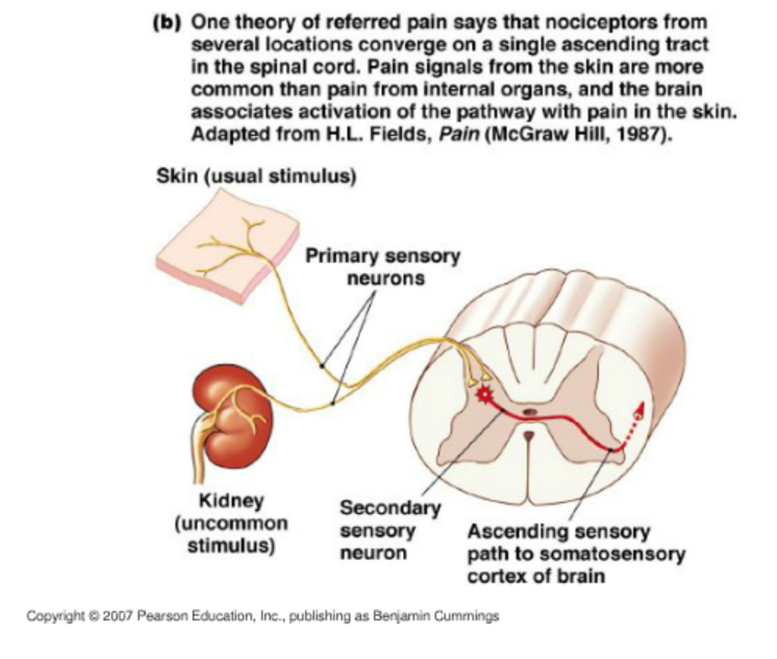 (b) One theory of referred pain says that nociceptors from
several locations converge on a single ascending tract
in the spinal cord. Pain signals from the skin are more
common than pain from internal organs, and the brain
associates activation of the pathway with pain in the skin.
Adapted from H.L. Fields, Pain (McGraw Hill, 1987).
Skin (usual stimulus)
Primary sensory
neurons
Kidney
(uncommon
stimulus)
Secondary
sensory
neuron
Ascending sensory
path to somatosensory
cortex of brain
Copyright © 2007 Pearson Education, Inc., publishing as Benjamin Cummings